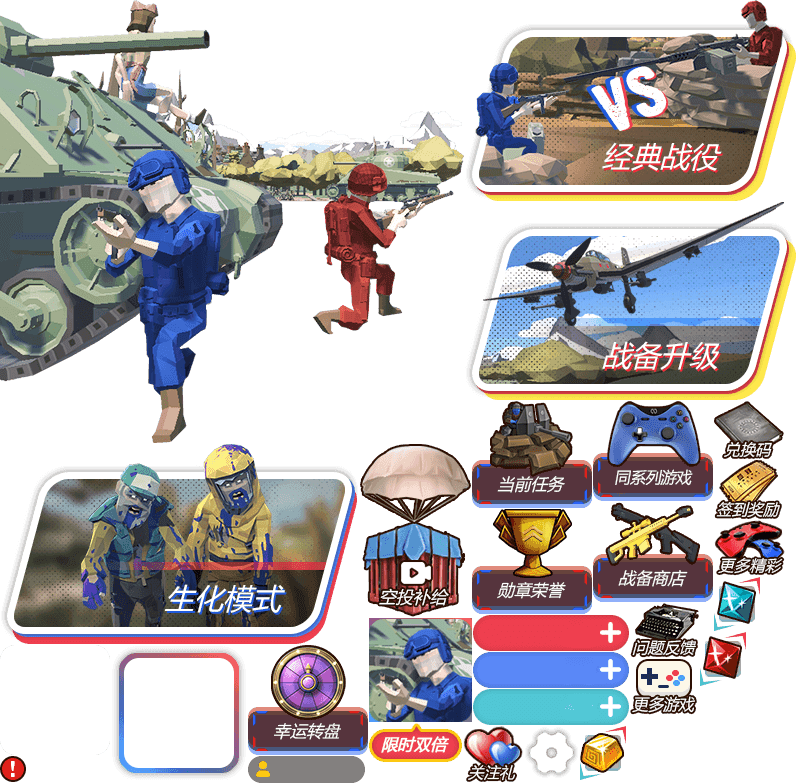 VS
经典战役
战备升级
当前任务
同系列游戏
兑换码
签到奖励
生化模式
空投补给
勋章荣誉
战备商店
更多精彩
问题反馈
更多游戏
幸运转盘
限时双倍
关注礼